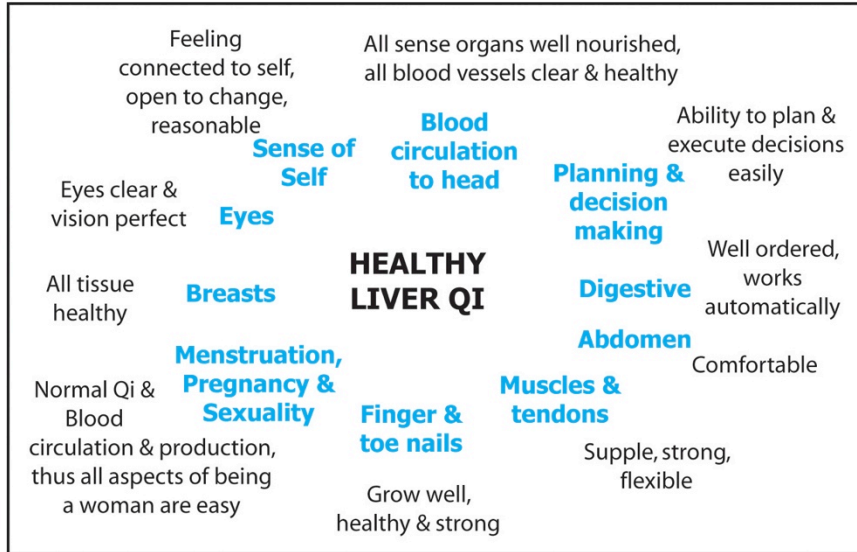 Feeling
connected to self,
open to change,
reasonable
All sense organs well nourished,
all blood vessels clear & healthy
Ability to plan &
execute decisions
easily
Sense of
Self
Blood
circulation
to head
Planning &
decision
making
Eyes clear &
vision perfect
Eyes
HEALTHY
LIVER QI
Well ordered,
works
automatically
All tissue
healthy
Breasts
Digestive
Abdomen
Comfortable
Menstruation,
Pregnancy &
Sexuality
Normal Qi &
Blood
circulation & production,
thus all aspects of being
a woman are easy
Finger &
toe nails
Grow well,
healthy & strong
Muscles &
tendons
Supple, strong,
flexible